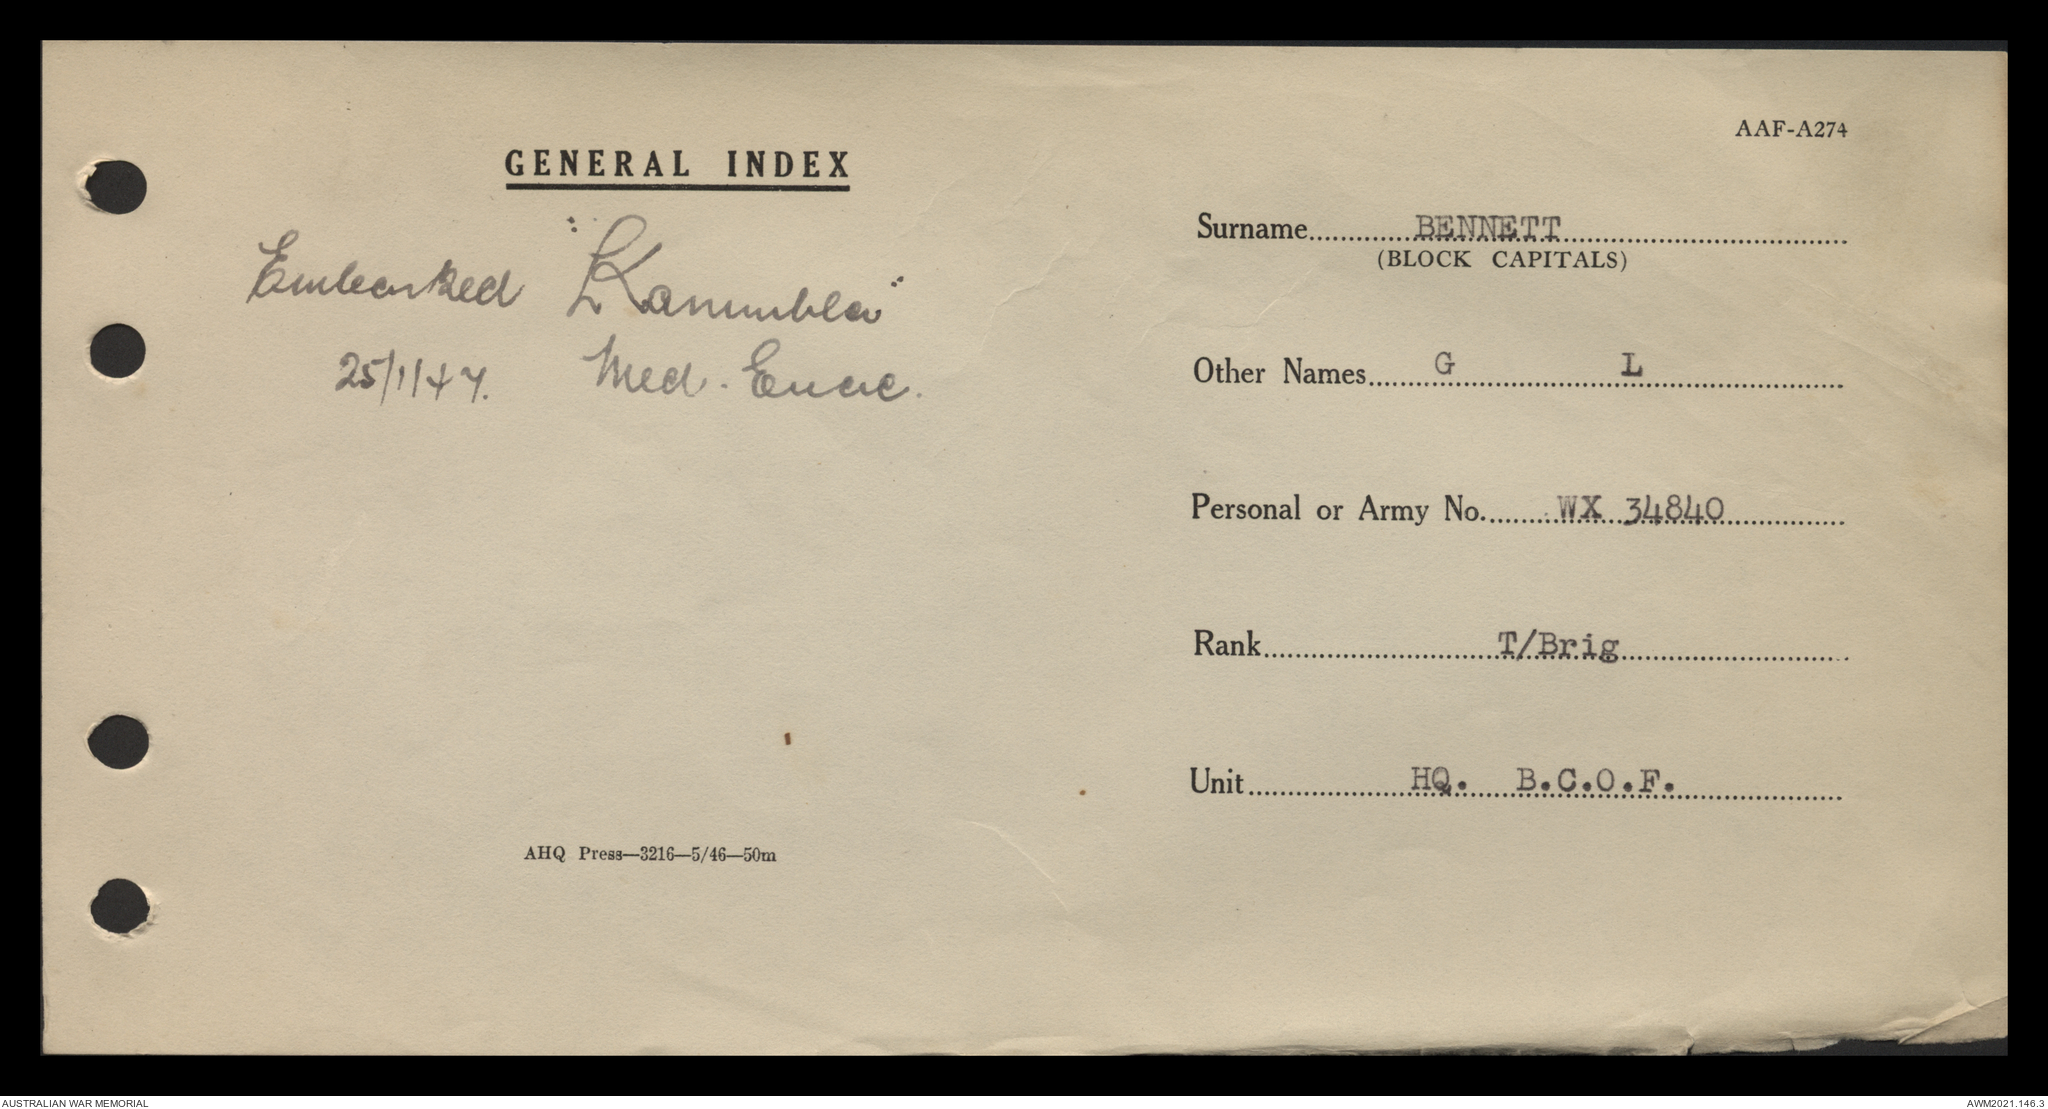 AAF-A274
GENERAL INDEX
Embarked "Kanimbla"
25/1/47. Med. Evac.
AHQ Press—3216—5/46—50m
Surname BENNETT
(BLOCK CAPITALS)
Other Names G L
Personal or Army No. WX 34840
Rank T/Brig
Unit HQ. B.C.O.F.
AUSTRALIAN WAR MEMORIAL
AWM2021.146.3